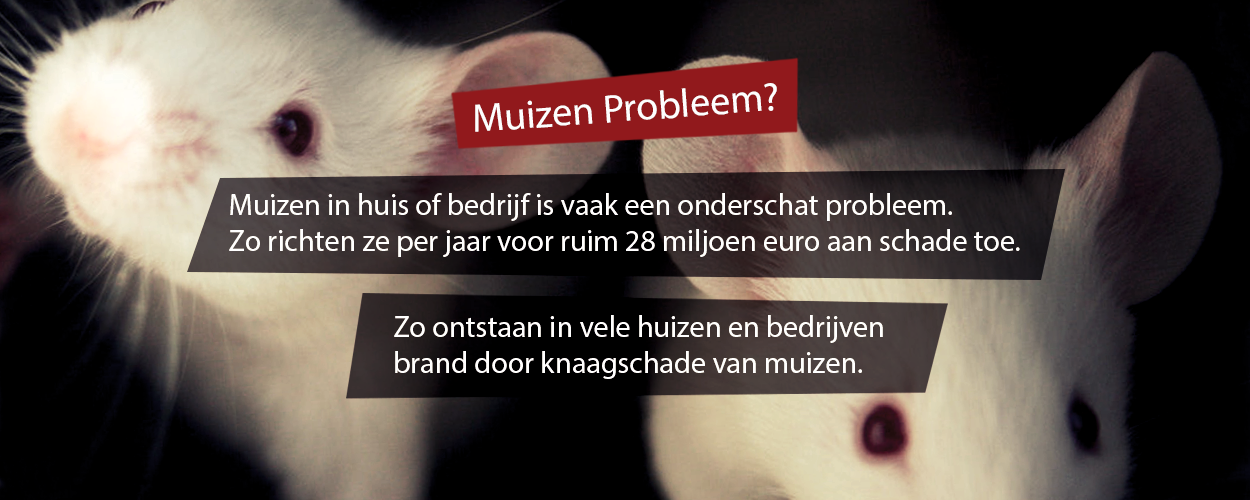 Muizen Probleem?
Muizen in huis of bedrijf is vaak een onderschat probleem.
Zo richten ze per jaar voor ruim 28 miljoen euro aan schade toe.
Zo ontstaan in vele huizen en bedrijven
brand door knaagschade van muizen.